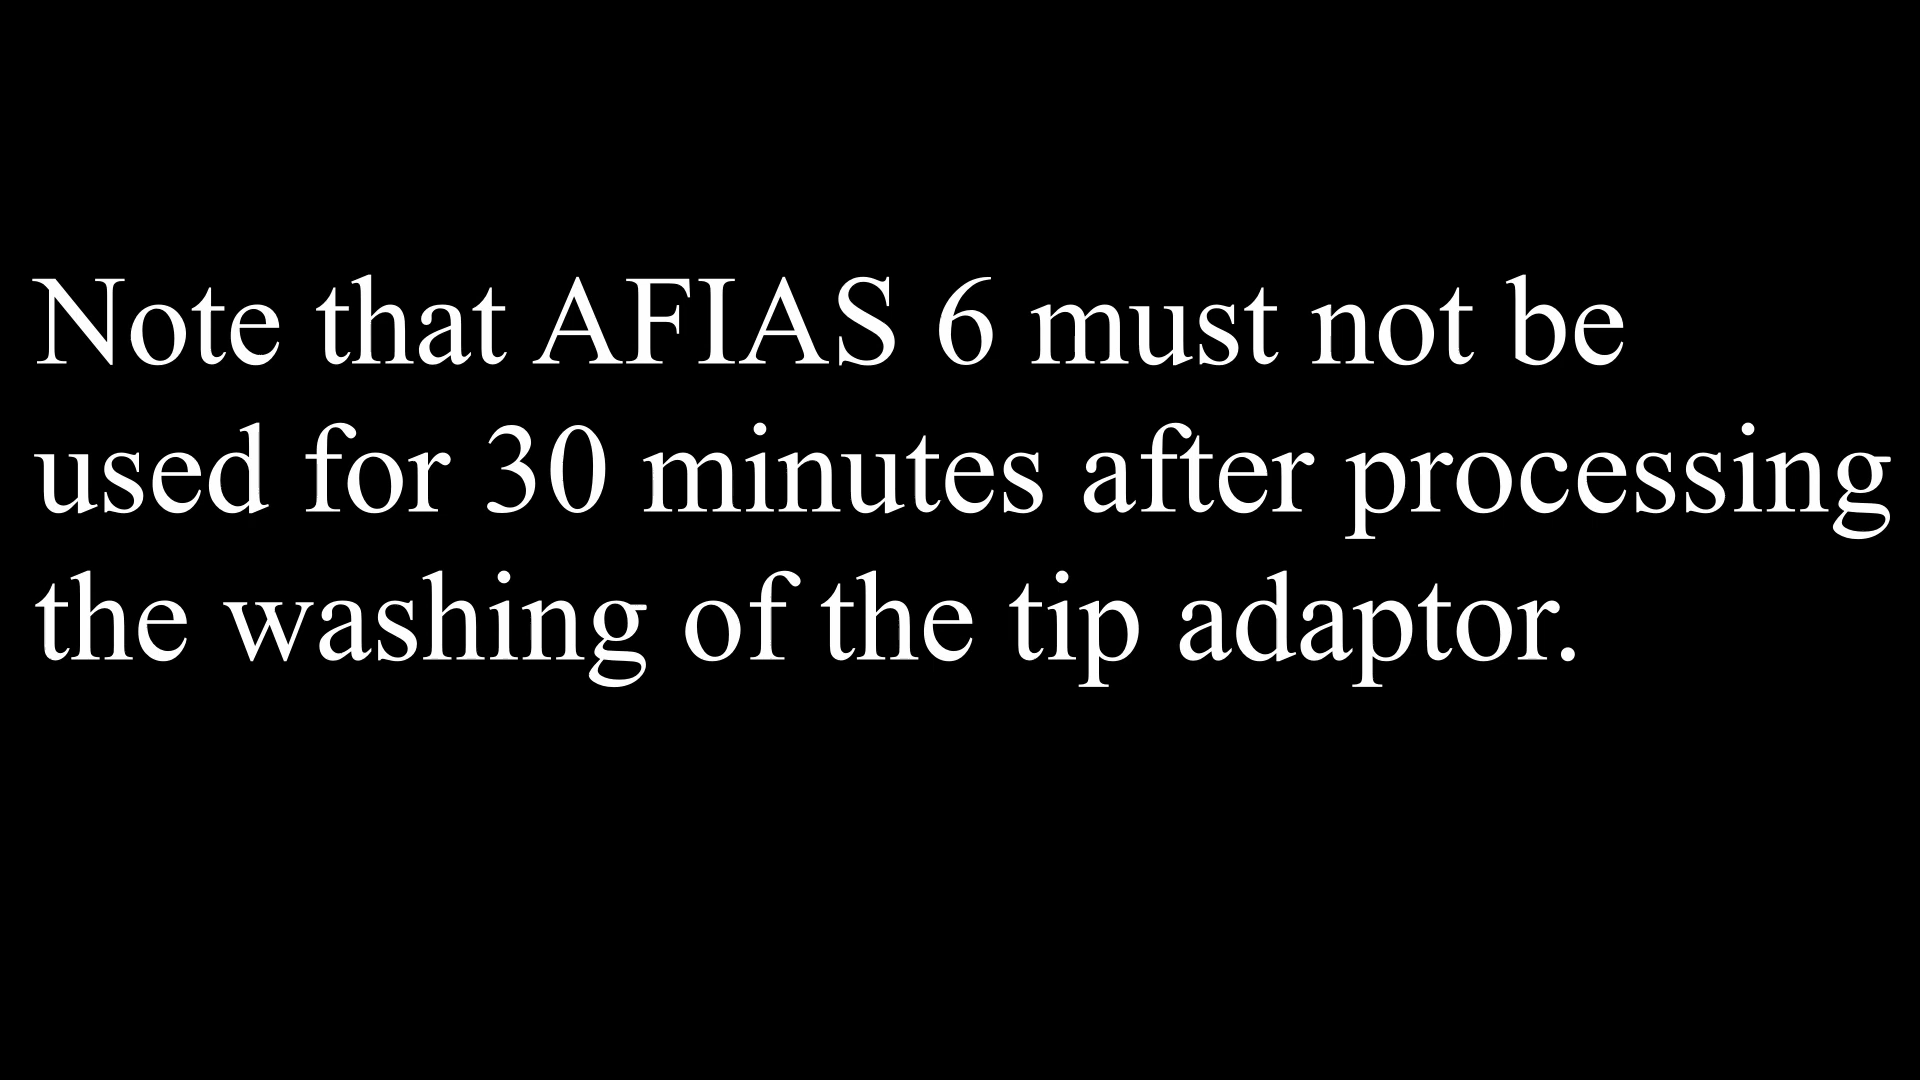 Note that AFIAS 6 must not be
used for 30 minutes after processing
the washing of the tip adaptor.